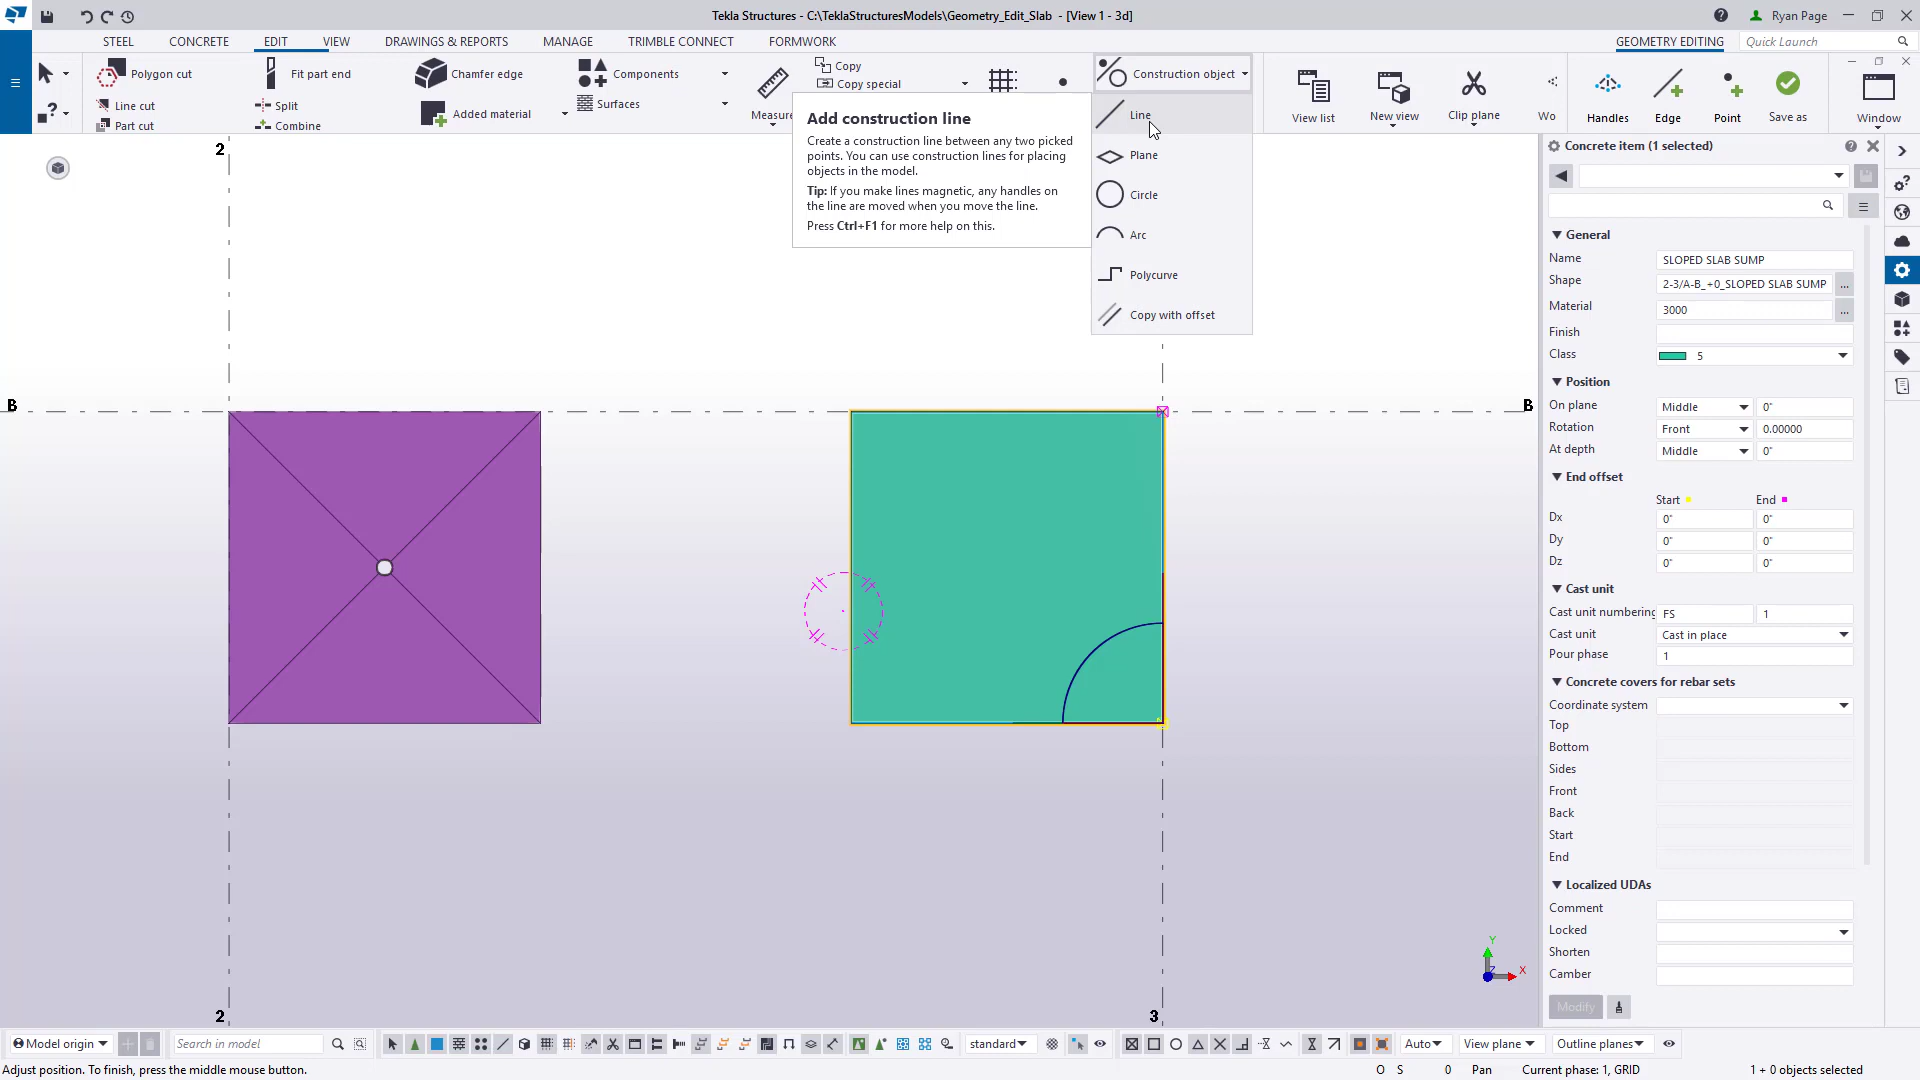 Tekla Structures - C:\TeklaStructuresModels\Geometry_Edit_Slab - [View 1 - 3d]
Ryan Page
STEEL CONCRETE EDIT VIEW DRAWINGS & REPORTS MANAGE TRIMBLE CONNECT FORMWORK
GEOMETRY EDITING
Quick Launch
Polygon cut
Line cut
Part cut
Fit part end
Split
Combine
Chamfer edge
Added material
Components
Surfaces
Measure
Copy
Copy special
Construction object
View list
New view
Clip plane
Wo
Handles
Edge
Point
Save as
Window
Add construction line
Create a construction line between any two picked
points. You can use construction lines for placing
objects in the model.
Tip: If you make lines magnetic, any handles on
the line are moved when you move the line.
Press Ctrl+F1 for more help on this.
Line
Plane
Circle
Arc
Polycurve
Copy with offset
2
B
B
2
3
Y
Z
X
Concrete item (1 selected)
General
Name SLOPED SLAB SUMP
Shape 2-3/A-B_+0_SLOPED SLAB SUMP ...
Material 3000 ...
Finish
Class 5
Position
On plane Middle 0"
Rotation Front 0.00000
At depth Middle 0"
End offset
Start End
Dx 0" 0"
Dy 0" 0"
Dz 0" 0"
Cast unit
Cast unit numbering FS 1
Cast unit Cast in place
Pour phase 1
Concrete covers for rebar sets
Coordinate system
Top
Bottom
Sides
Front
Back
Start
End
Localized UDAs
Comment
Locked
Shorten
Camber
Modify
Model origin
Search in model
standard
Auto
View plane
Outline planes
Adjust position. To finish, press the middle mouse button.
O S 0 Pan Current phase: 1, GRID 1 + 0 objects selected